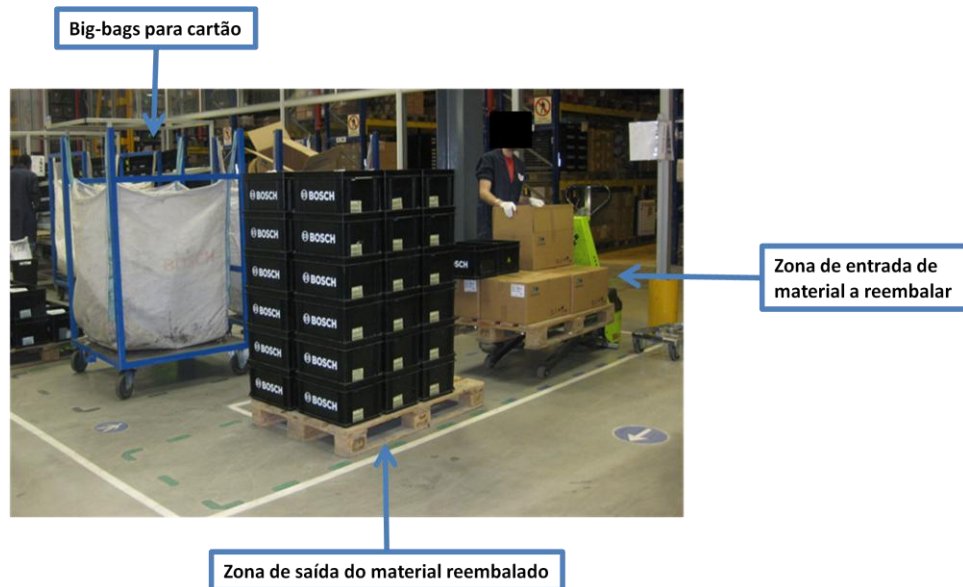 Big-bags para cartão
BOSCH BOSCH
BOSCH BOSCH
BOSCH BOSCH
BOSCH BOSCH
BOSCH BOSCH
BOSCH BOSCH
Zona de entrada de
material a reembalar
Zona de saída do material reembalado